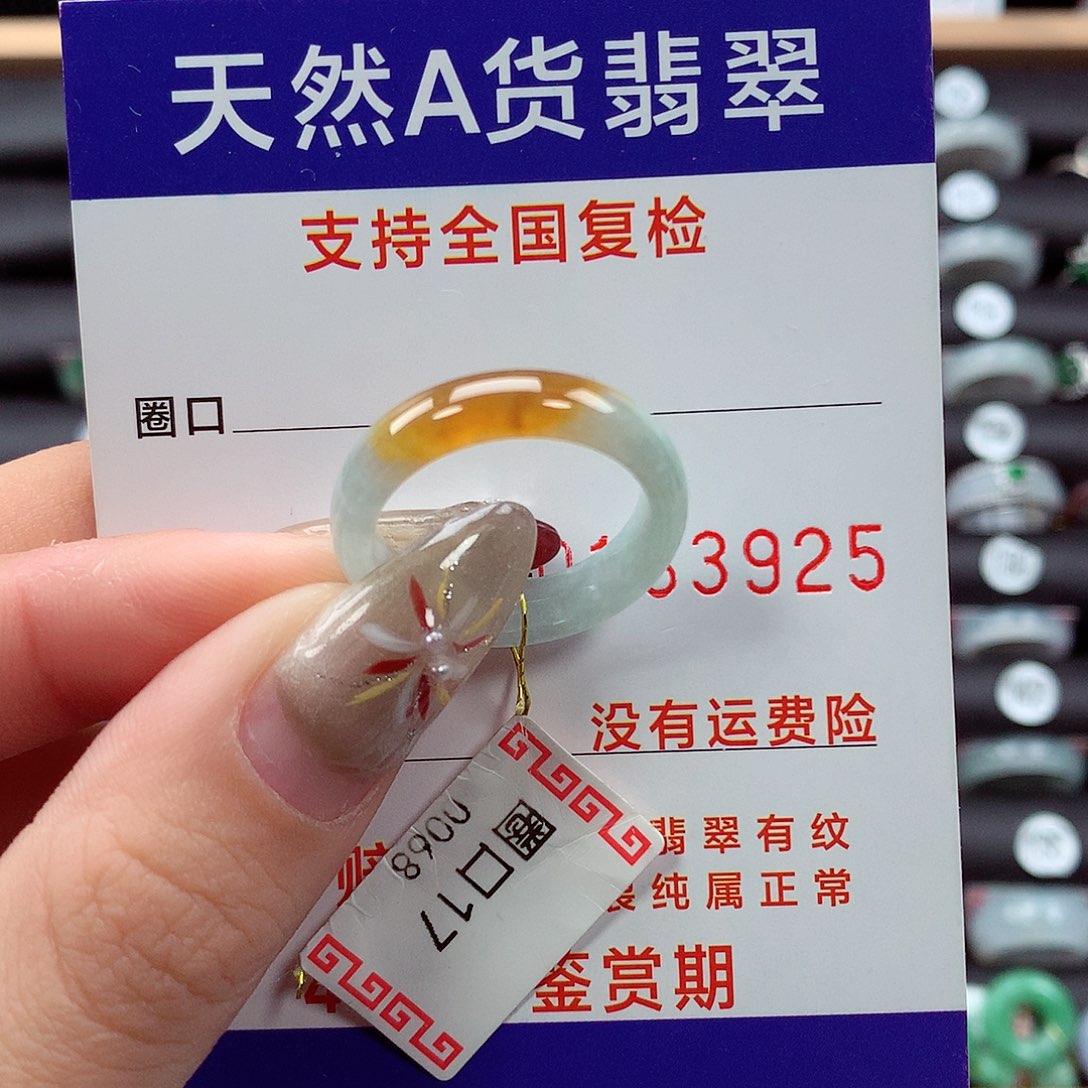 天然A货翡翠
支持全国复检
圈口
3925
没有运费险
翡翠有纹
纯属正常
鉴赏期
圈口17
0068